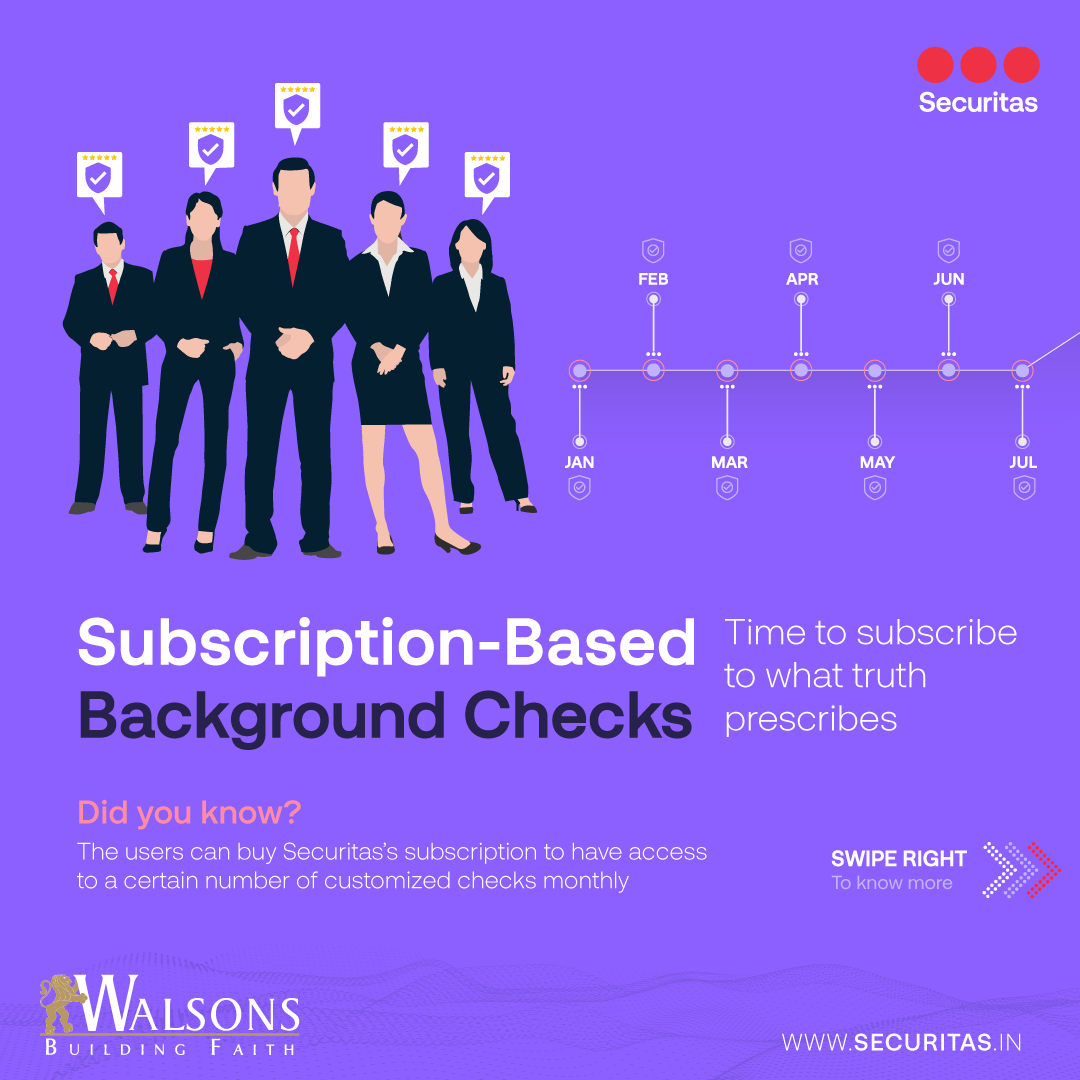 Securitas
FEB
APR
JUN
JAN
MAR
MAY
JUL
Subscription-Based
Background Checks
Time to subscribe
to what truth
prescribes
Did you know?
The users can buy Securitas's subscription to have access
to a certain number of customized checks monthly
SWIPE RIGHT
To know more
WALSONS
BUILDING FAITH
WWW.SECURITAS.IN